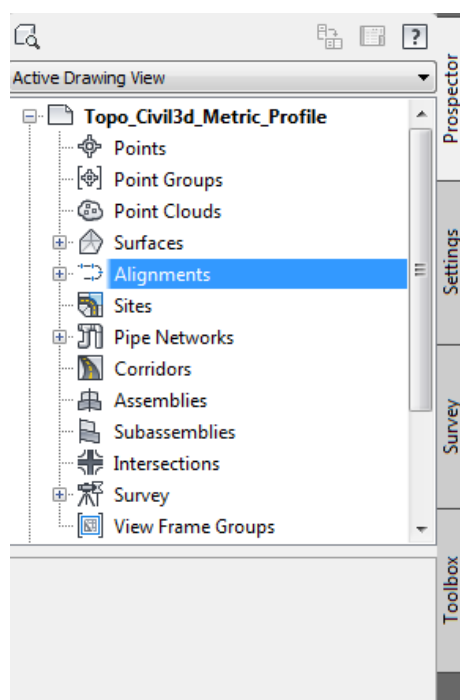 ?
Active Drawing View
Topo_Civil3d_Metric_Profile
Points
Point Groups
Point Clouds
Surfaces
Alignments
Sites
Pipe Networks
Corridors
Assemblies
Subassemblies
Intersections
Survey
View Frame Groups
Prospector
Settings
Survey
Toolbox